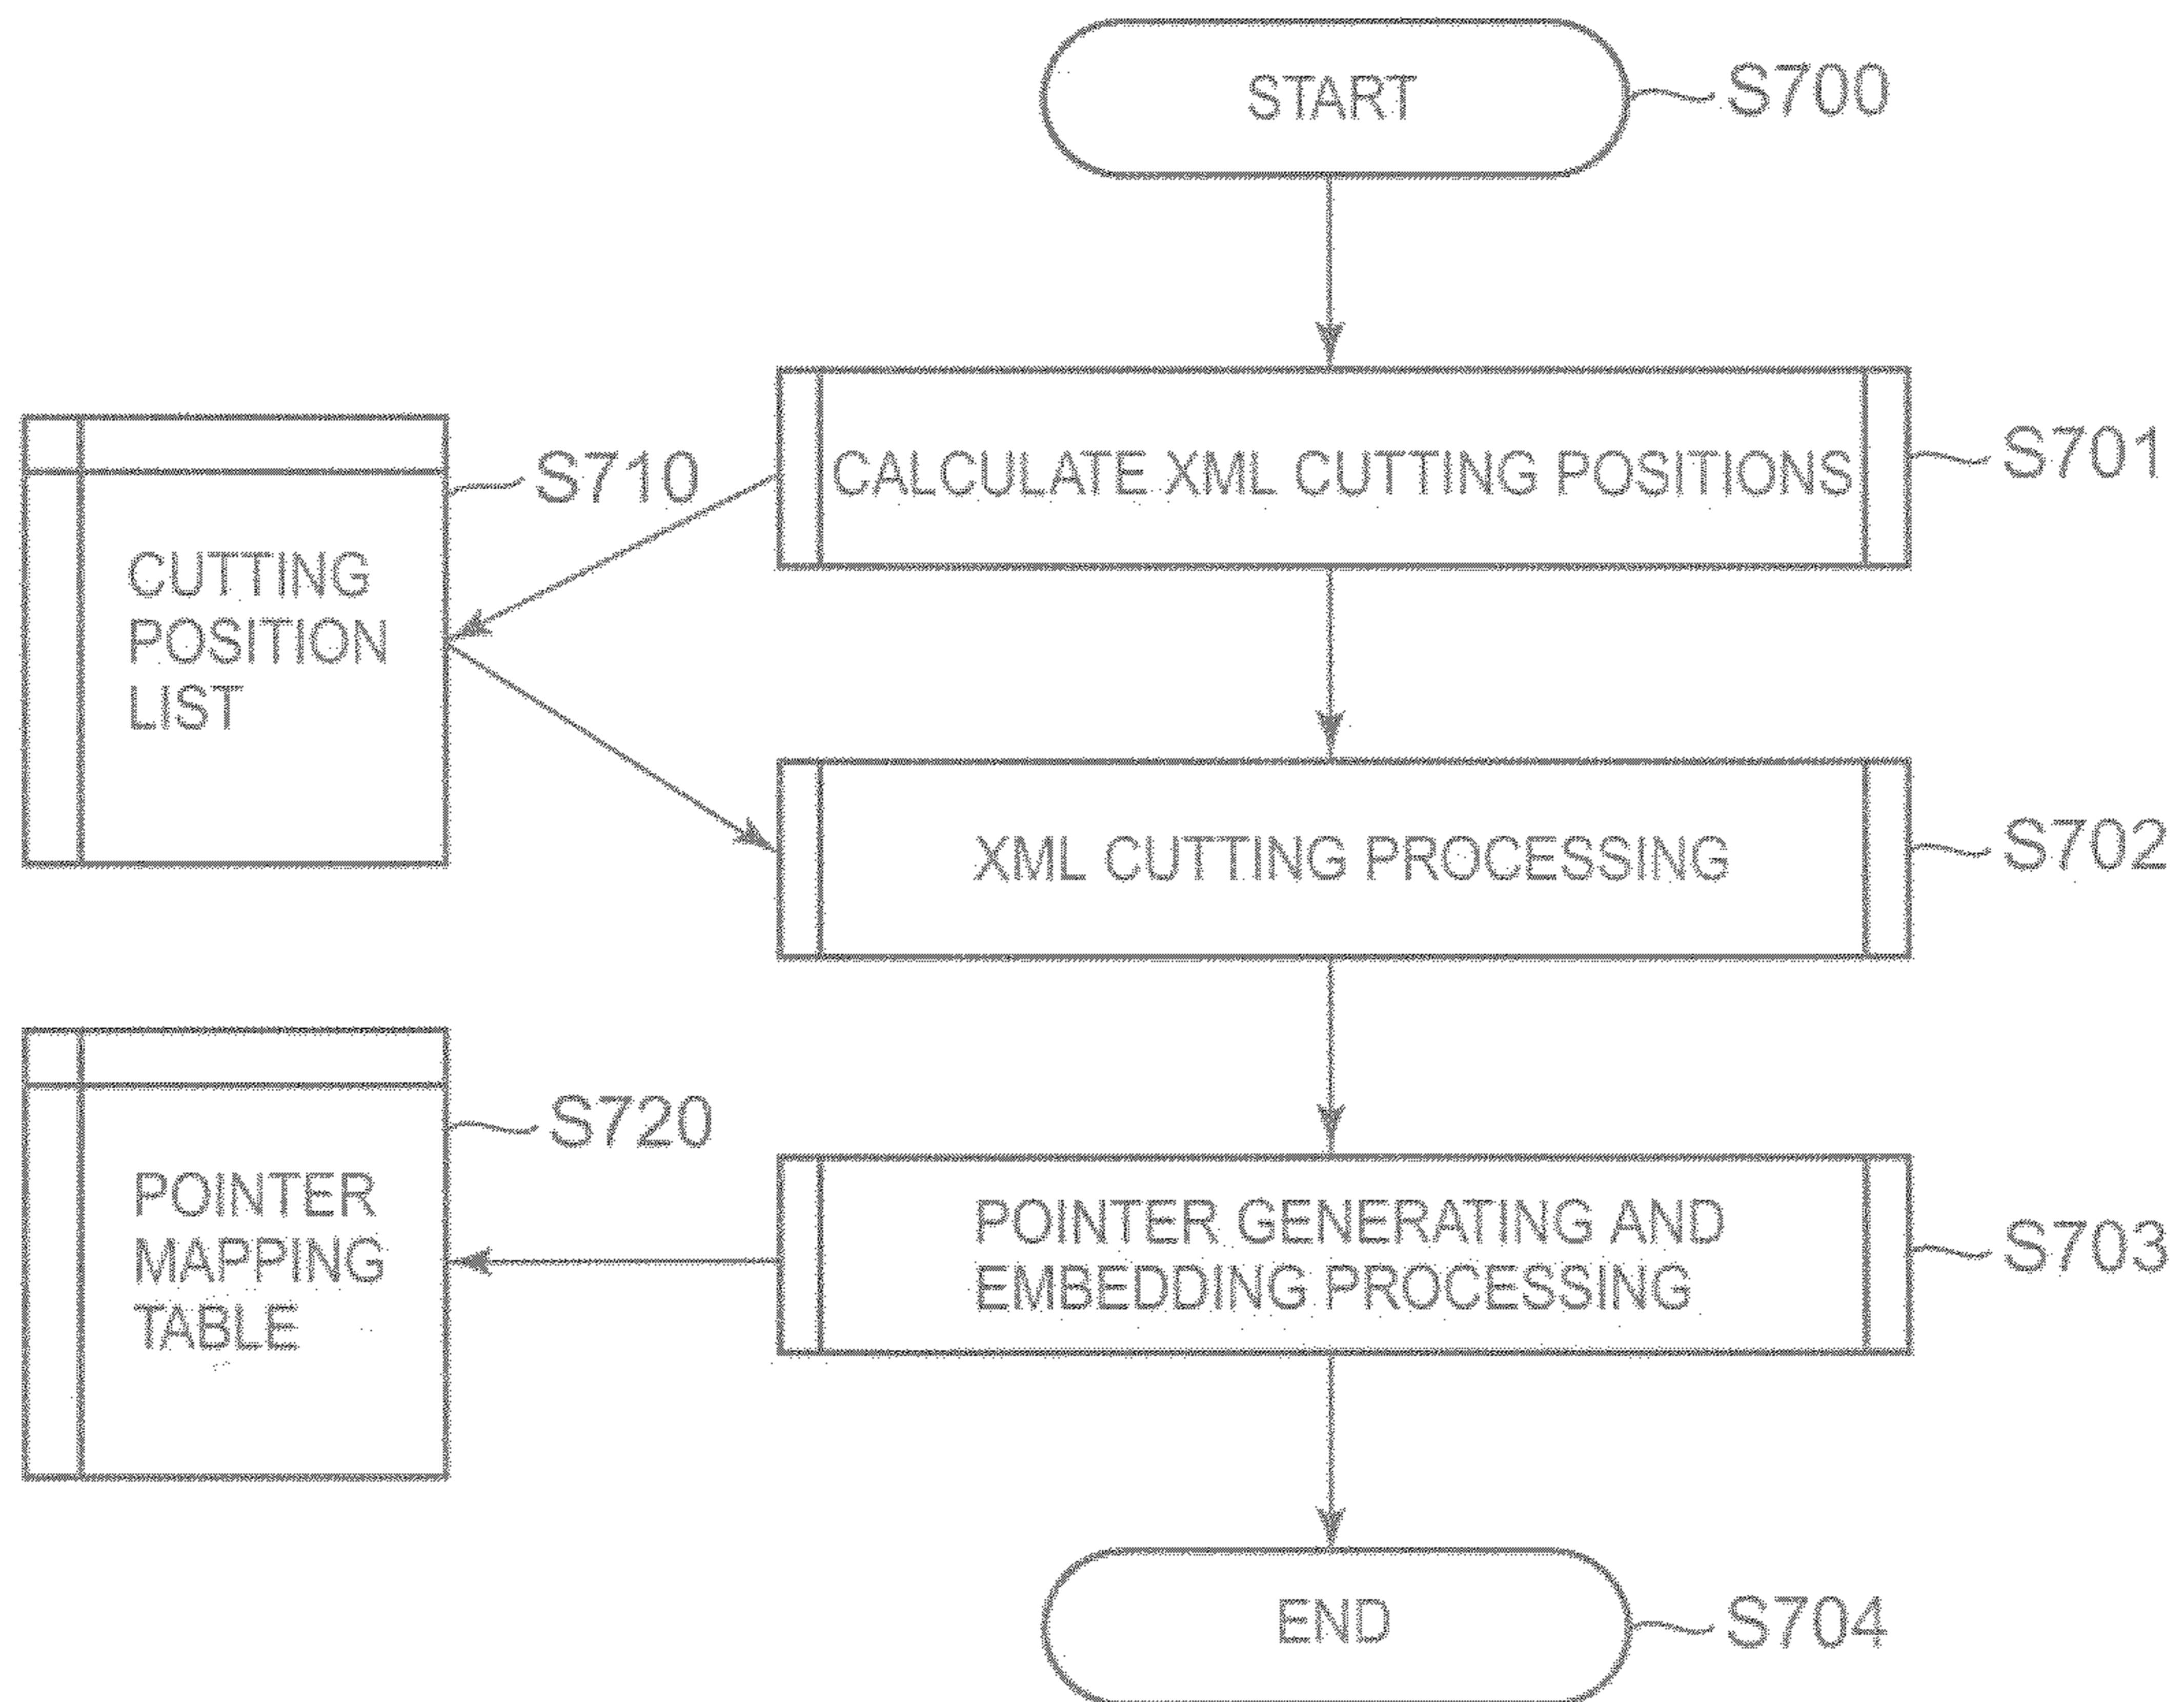 START
S700
CALCULATE XML CUTTING POSITIONS
S701
S710
CUTTING
POSITION
LIST
XML CUTTING PROCESSING
S702
S720
POINTER
MAPPING
TABLE
POINTER GENERATING AND
EMBEDDING PROCESSING
S703
END
S704